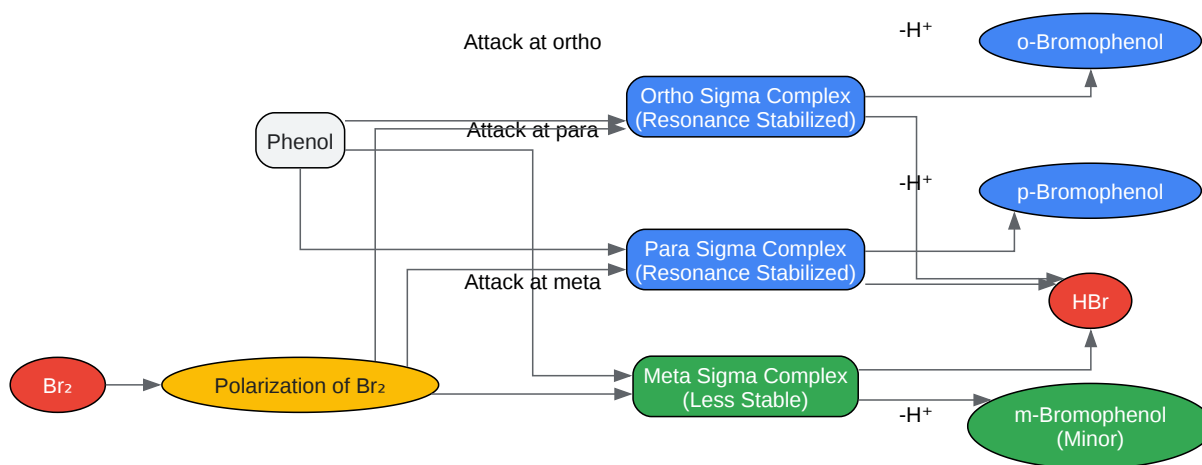 Attack at ortho
-H⁺
o-Bromophenol
Ortho Sigma Complex
(Resonance Stabilized)
Phenol
Attack at para
-H⁺
p-Bromophenol
Para Sigma Complex
(Resonance Stabilized)
Attack at meta
HBr
Br₂
Polarization of Br₂
Meta Sigma Complex
(Less Stable)
-H⁺
m-Bromophenol
(Minor)